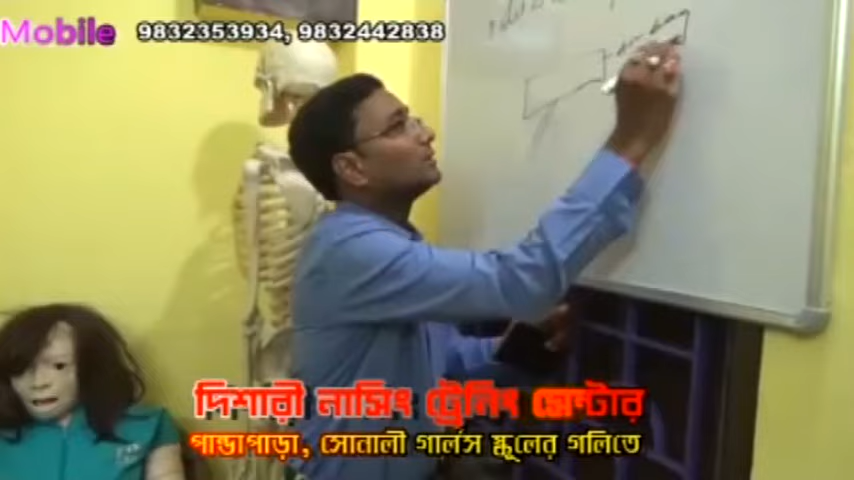 Mobile 9832353934, 9832442838
দিশারী নার্সিং ট্রেনিং সেন্টার
পান্ডাপাড়া, সোনালী গার্লস স্কুলের গলিতে